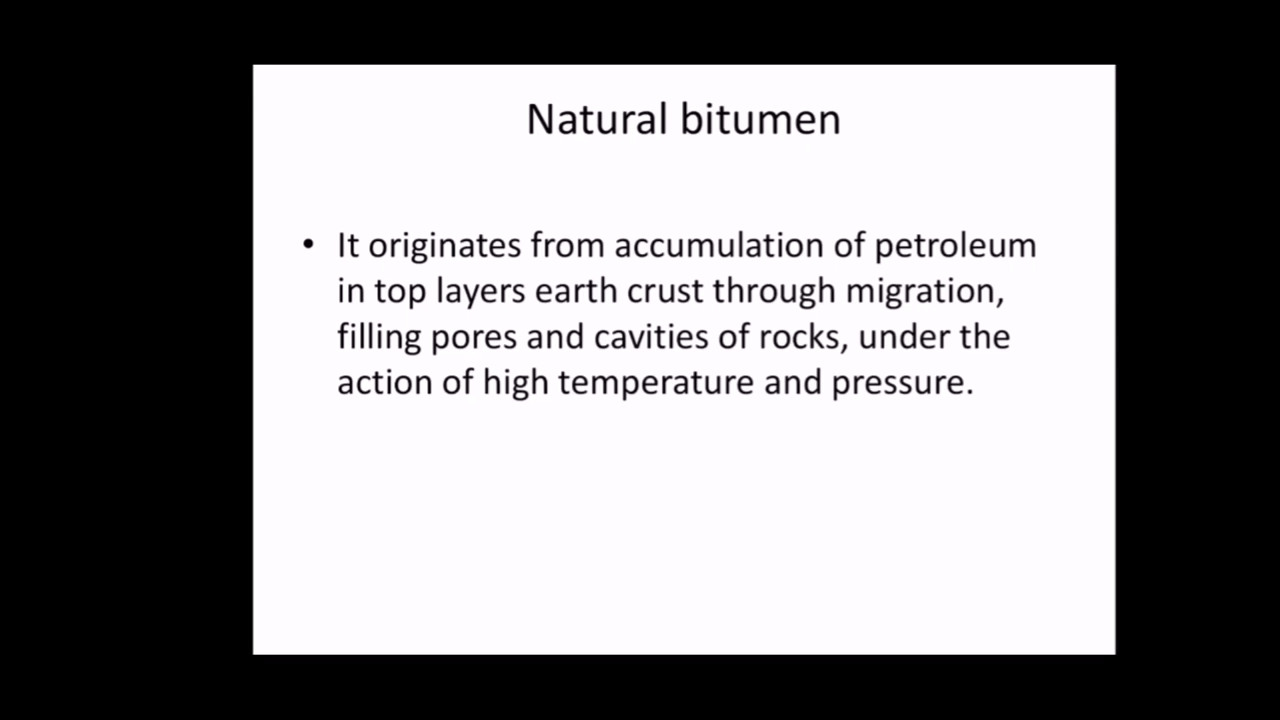 Natural bitumen
• It originates from accumulation of petroleum
in top layers earth crust through migration,
filling pores and cavities of rocks, under the
action of high temperature and pressure.